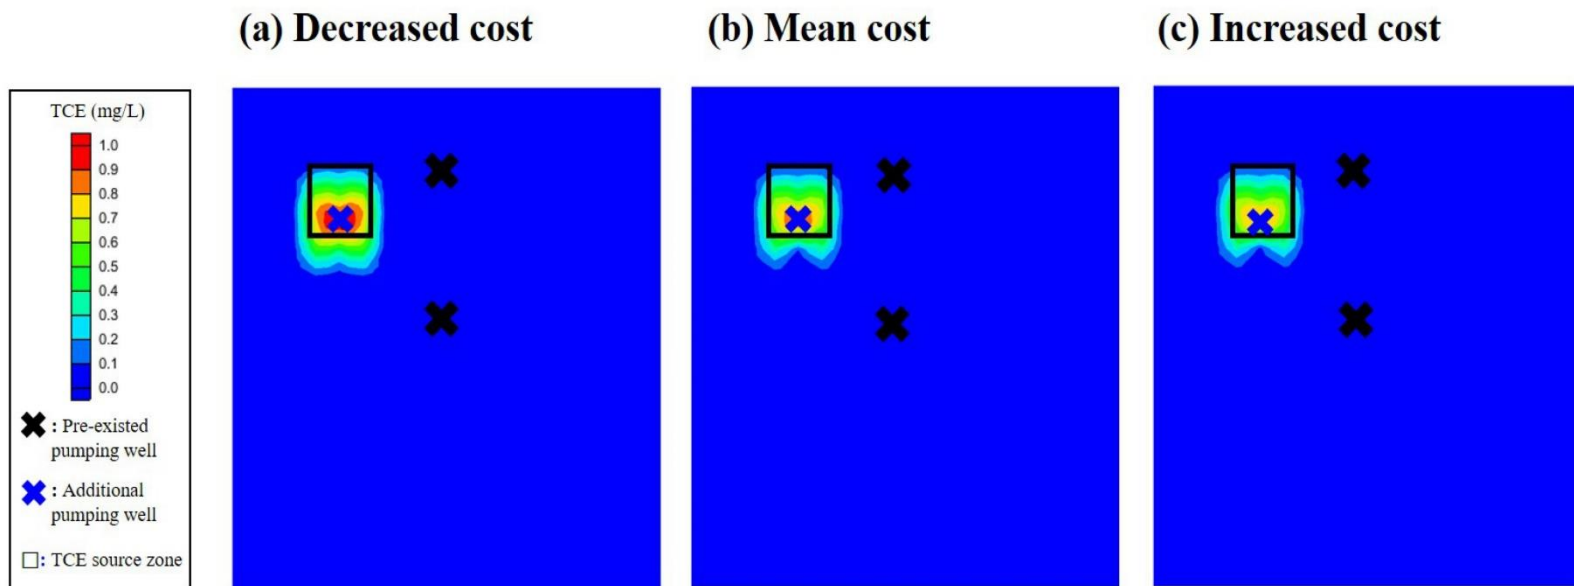 (a) Decreased cost
(b) Mean cost
(c) Increased cost
TCE (mg/L)
1.0
0.9
0.8
0.7
0.6
0.5
0.4
0.3
0.2
0.1
0.0
: Pre-existed
pumping well
: Additional
pumping well
: TCE source zone